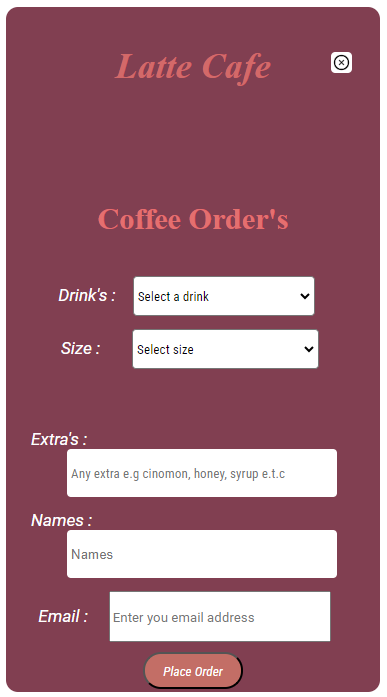 Latte Cafe
Coffee Order's
Drink's : Select a drink
Size : Select size
Extra's :
Any extra e.g cinomon, honey, syrup e.t.c
Names :
Names
Email : Enter you email address
Place Order